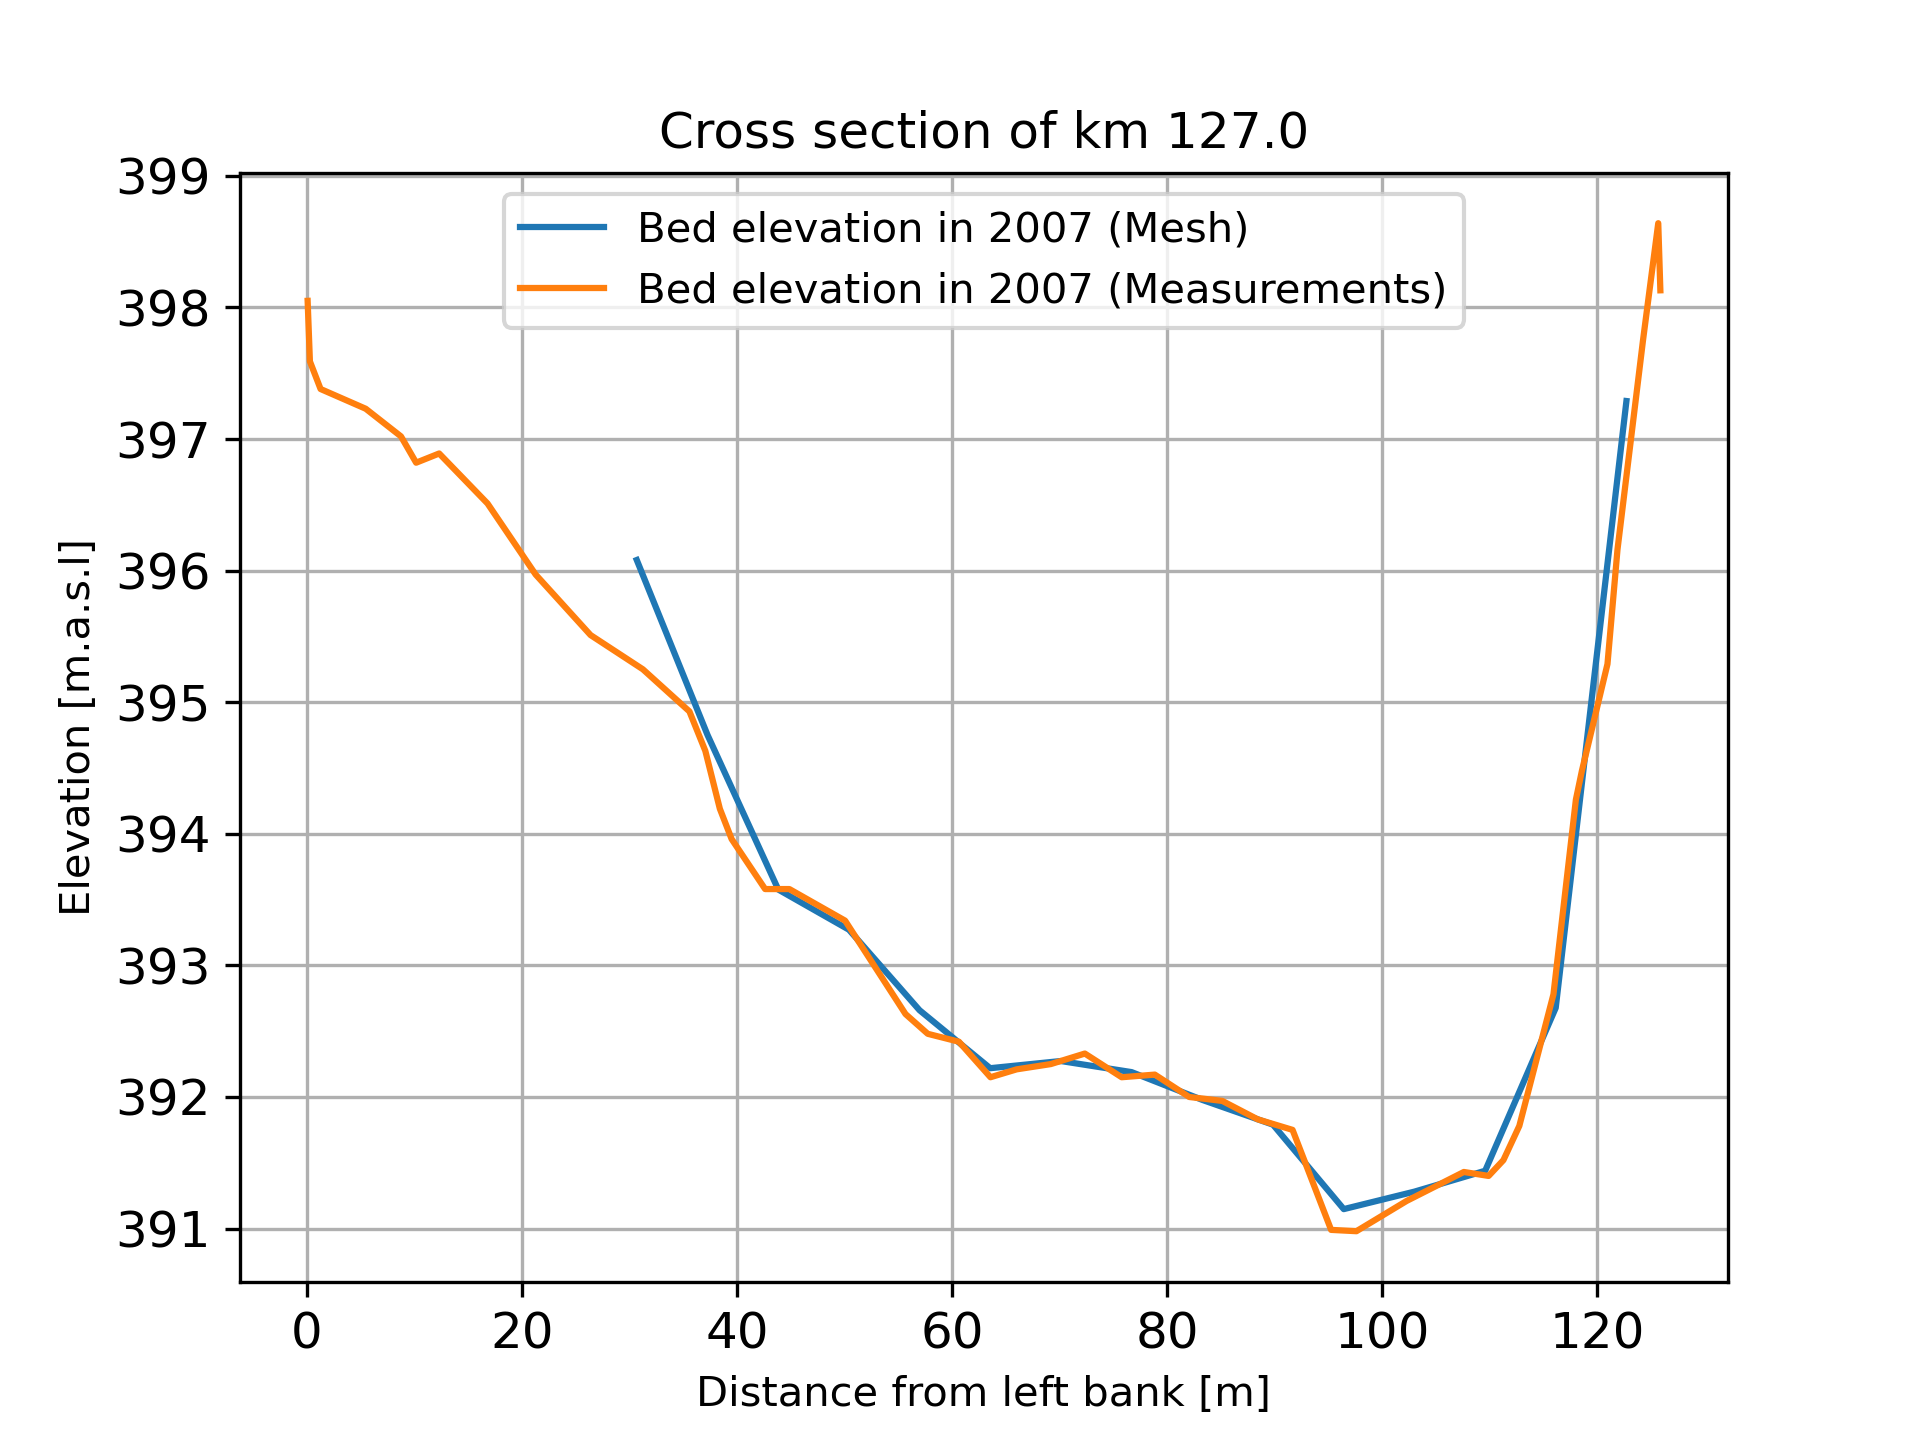 Cross section of km 127.0
Bed elevation in 2007 (Mesh)
Bed elevation in 2007 (Measurements)
Elevation [m.a.s.l]
399
398
397
396
395
394
393
392
391
0 20 40 60 80 100 120
Distance from left bank [m]